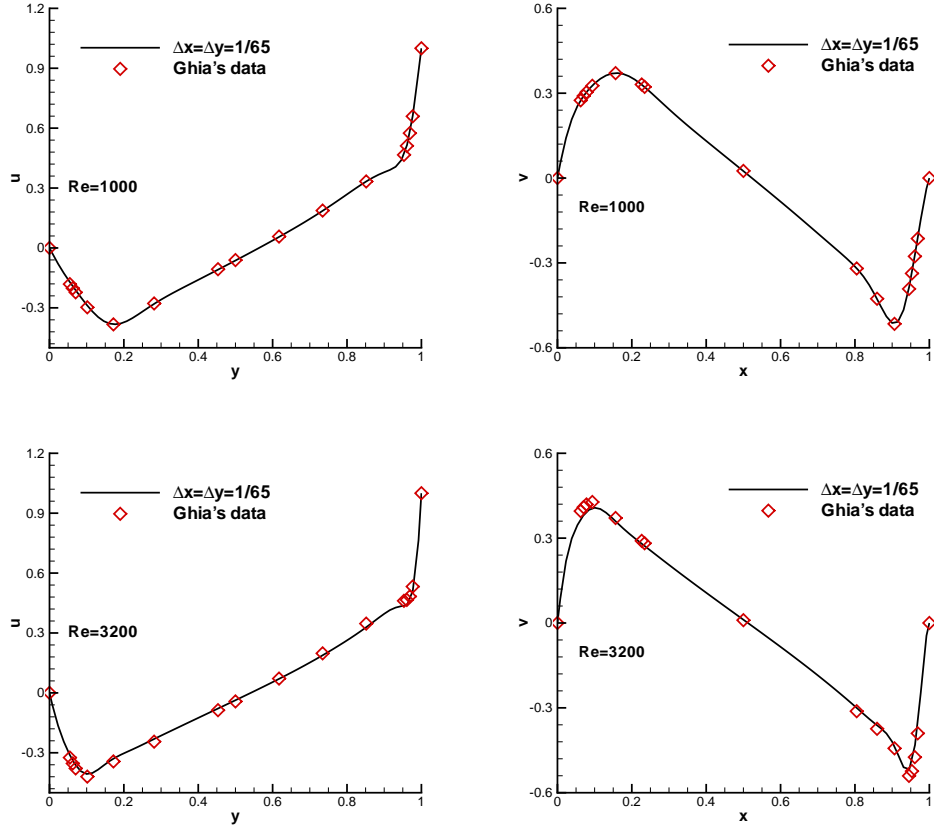 1.2
0.9
0.6
0.3
0
-0.3
u
Δx=Δy=1/65
Ghia's data
Re=1000
0
0.2
0.4
0.6
0.8
1
y
0.6
0.3
0
-0.3
-0.6
v
Δx=Δy=1/65
Ghia's data
Re=1000
0
0.2
0.4
0.6
0.8
1
x
1.2
0.9
0.6
0.3
0
-0.3
u
Δx=Δy=1/65
Ghia's data
Re=3200
0
0.2
0.4
0.6
0.8
1
y
0.6
0.3
0
-0.3
-0.6
v
Δx=Δy=1/65
Ghia's data
Re=3200
0
0.2
0.4
0.6
0.8
1
x